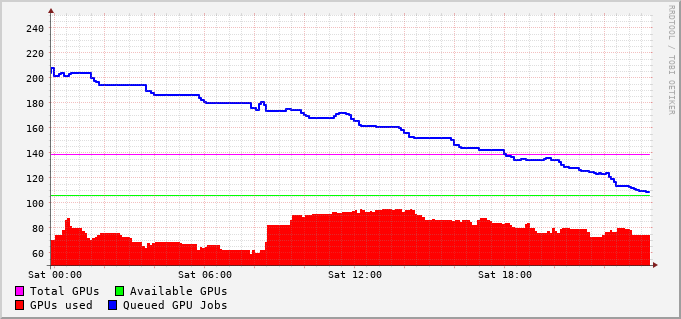 RRDTOOL / TOBI OETIKER
240
220
200
180
160
140
120
100
80
60
Sat 00:00 Sat 06:00 Sat 12:00 Sat 18:00
Total GPUs Available GPUs
GPUs used Queued GPU Jobs